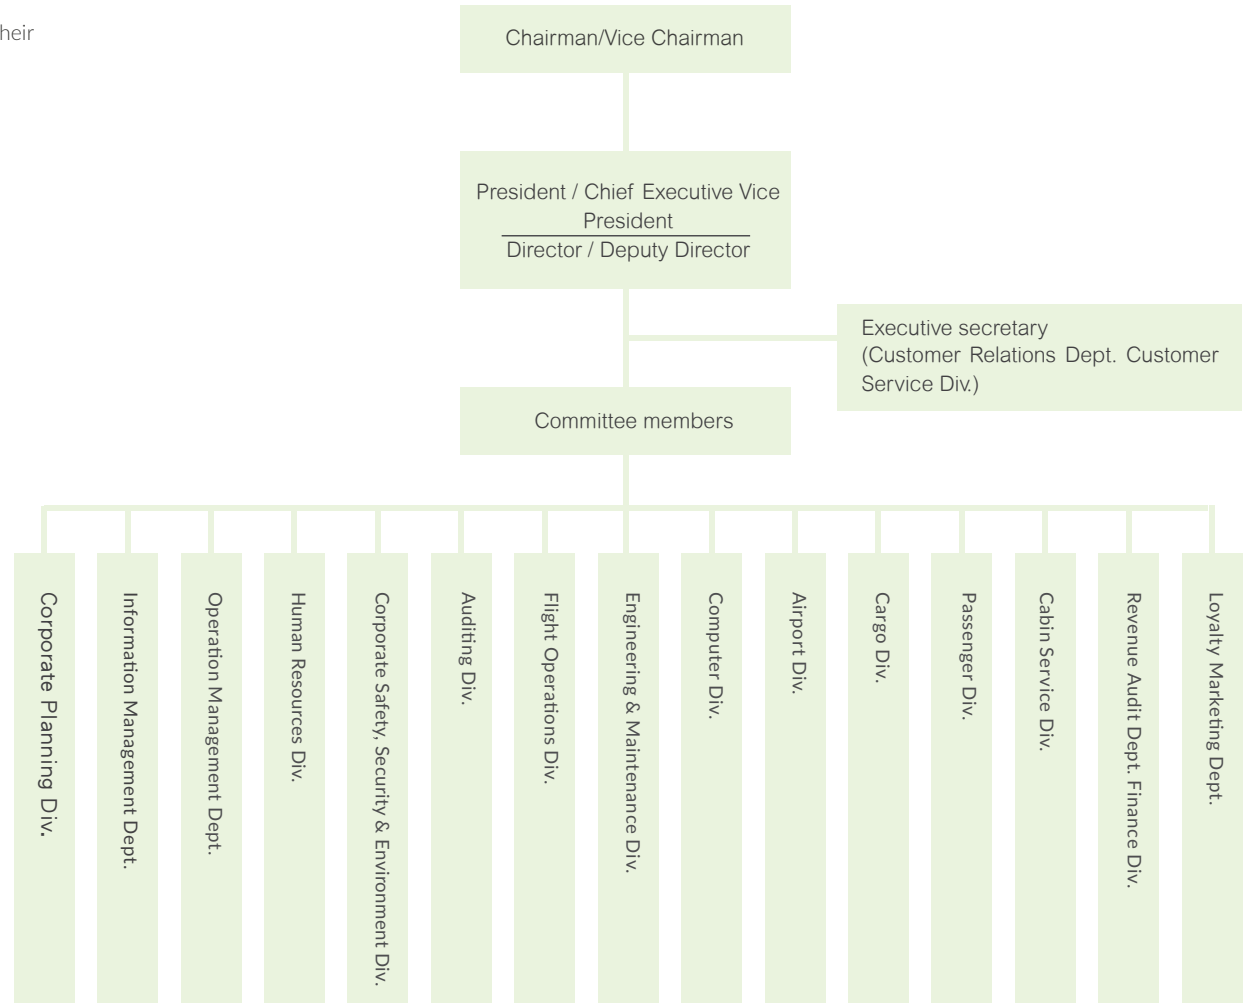 heir
Chairman/Vice Chairman
President / Chief Executive Vice
President
Director / Deputy Director
Executive secretary
(Customer Relations Dept. Customer
Service Div.)
Committee members
Corporate Planning Div.
Information Management Dept.
Operation Management Dept.
Human Resources Div.
Corporate Safety, Security & Environment Div.
Auditing Div.
Flight Operations Div.
Engineering & Maintenance Div.
Computer Div.
Airport Div.
Cargo Div.
Passenger Div.
Cabin Service Div.
Revenue Audit Dept. Finance Div.
Loyalty Marketing Dept.